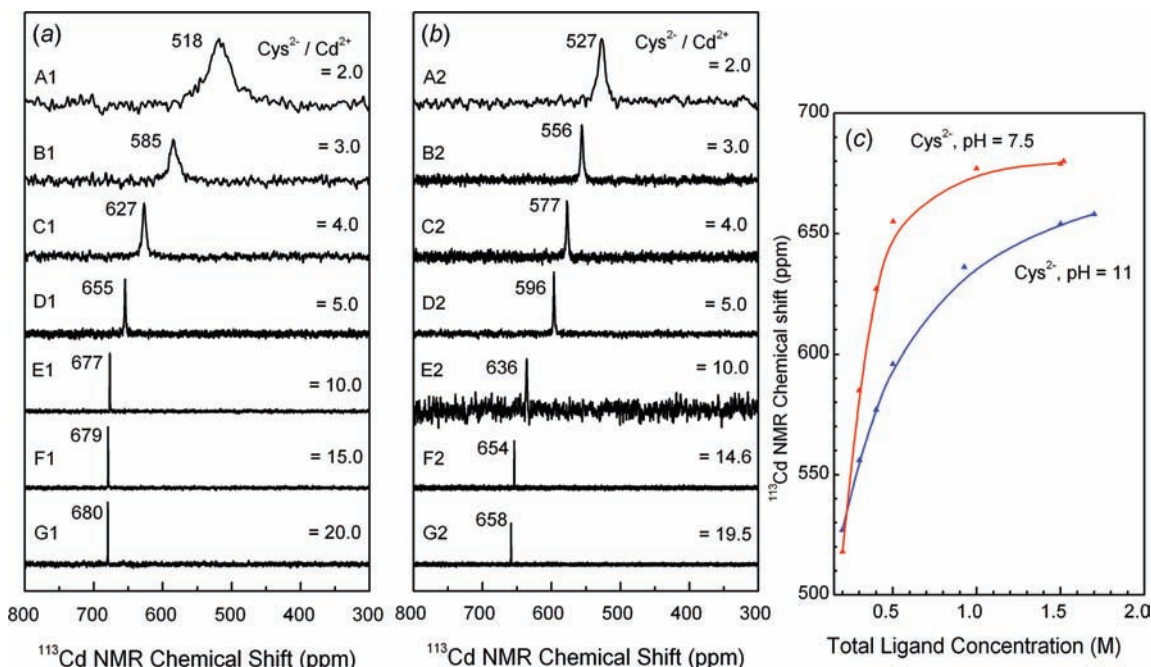 (a)
518
Cys²⁻ / Cd²⁺
A1
= 2.0
585
B1
= 3.0
627
C1
= 4.0
655
D1
= 5.0
677
E1
= 10.0
679
F1
= 15.0
680
G1
= 20.0
800 700 600 500 400 300
¹¹³Cd NMR Chemical Shift (ppm)
(b)
527
Cys²⁻ / Cd²⁺
A2
= 2.0
556
B2
= 3.0
577
C2
= 4.0
596
D2
= 5.0
636
E2
= 10.0
654
F2
= 14.6
658
G2
= 19.5
800 700 600 500 400 300
¹¹³Cd NMR Chemical Shift (ppm)
(c)
Cys²⁻, pH = 7.5
Cys²⁻, pH = 11
700
650
600
550
500
¹¹³Cd NMR Chemical shift (ppm)
0.5 1.0 1.5 2.0
Total Ligand Concentration (M)